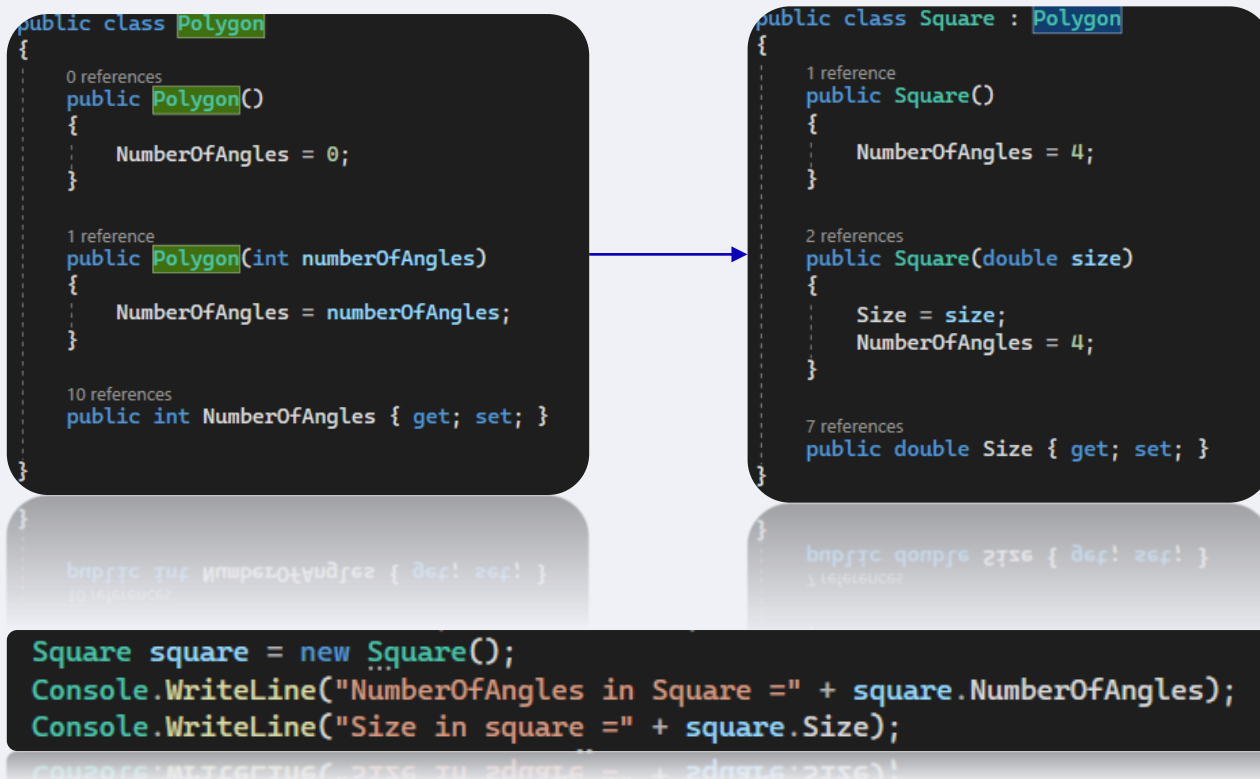 public class Polygon
{
0 references
public Polygon()
{
NumberOfAngles = 0;
}
1 reference
public Polygon(int numberOfAngles)
{
NumberOfAngles = numberOfAngles;
}
10 references
public int NumberOfAngles { get; set; }
}
public class Square : Polygon
{
1 reference
public Square()
{
NumberOfAngles = 4;
}
2 references
public Square(double size)
{
Size = size;
NumberOfAngles = 4;
}
7 references
public double Size { get; set; }
}
Square square = new Square();
Console.WriteLine("NumberOfAngles in Square =" + square.NumberOfAngles);
Console.WriteLine("Size in square =" + square.Size);